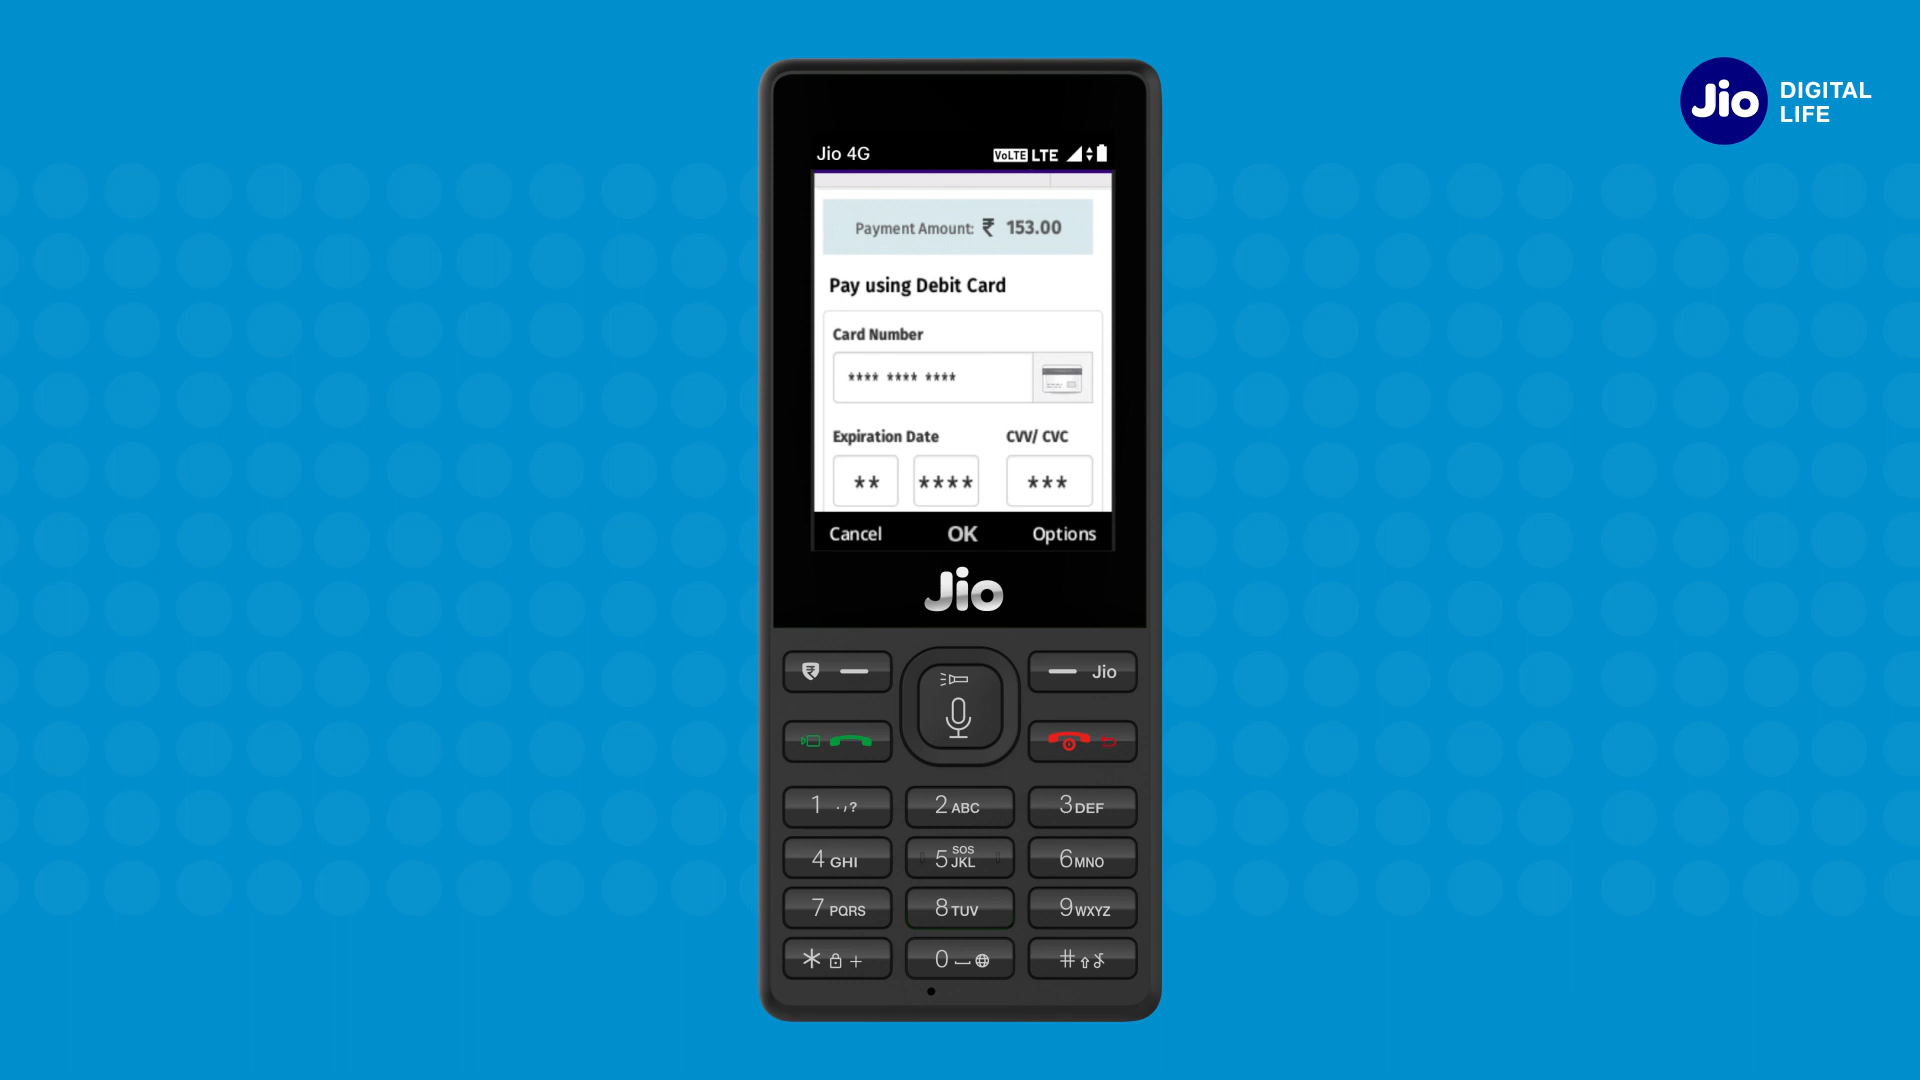 Jio DIGITAL
LIFE
Jio 4G VoLTE LTE
Payment Amount: ₹ 153.00
Pay using Debit Card
Card Number
**** **** ****
Expiration Date CVV/ CVC
** **** ***
Cancel OK Options
Jio
₹ — — Jio
1 .,? 2 ABC 3 DEF
4 GHI 5 SOS JKL 6 MNO
7 PQRS 8 TUV 9 WXYZ
* + 0 #